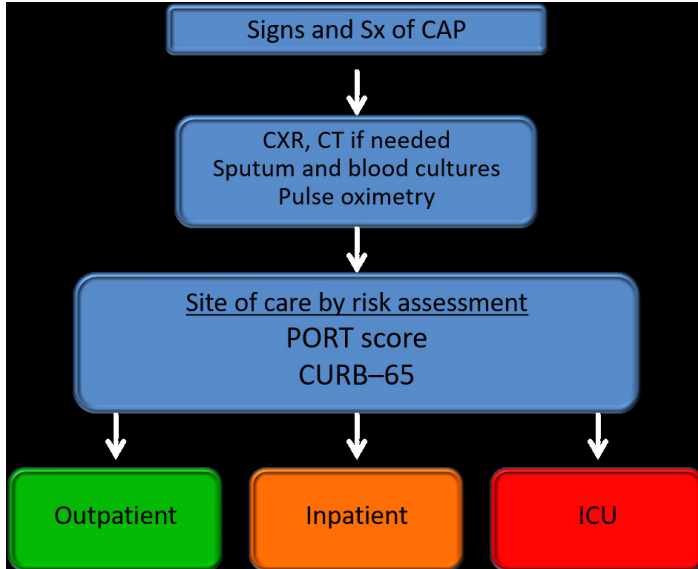 Signs and Sx of CAP
CXR, CT if needed
Sputum and blood cultures
Pulse oximetry
Site of care by risk assessment
PORT score
CURB–65
Outpatient
Inpatient
ICU